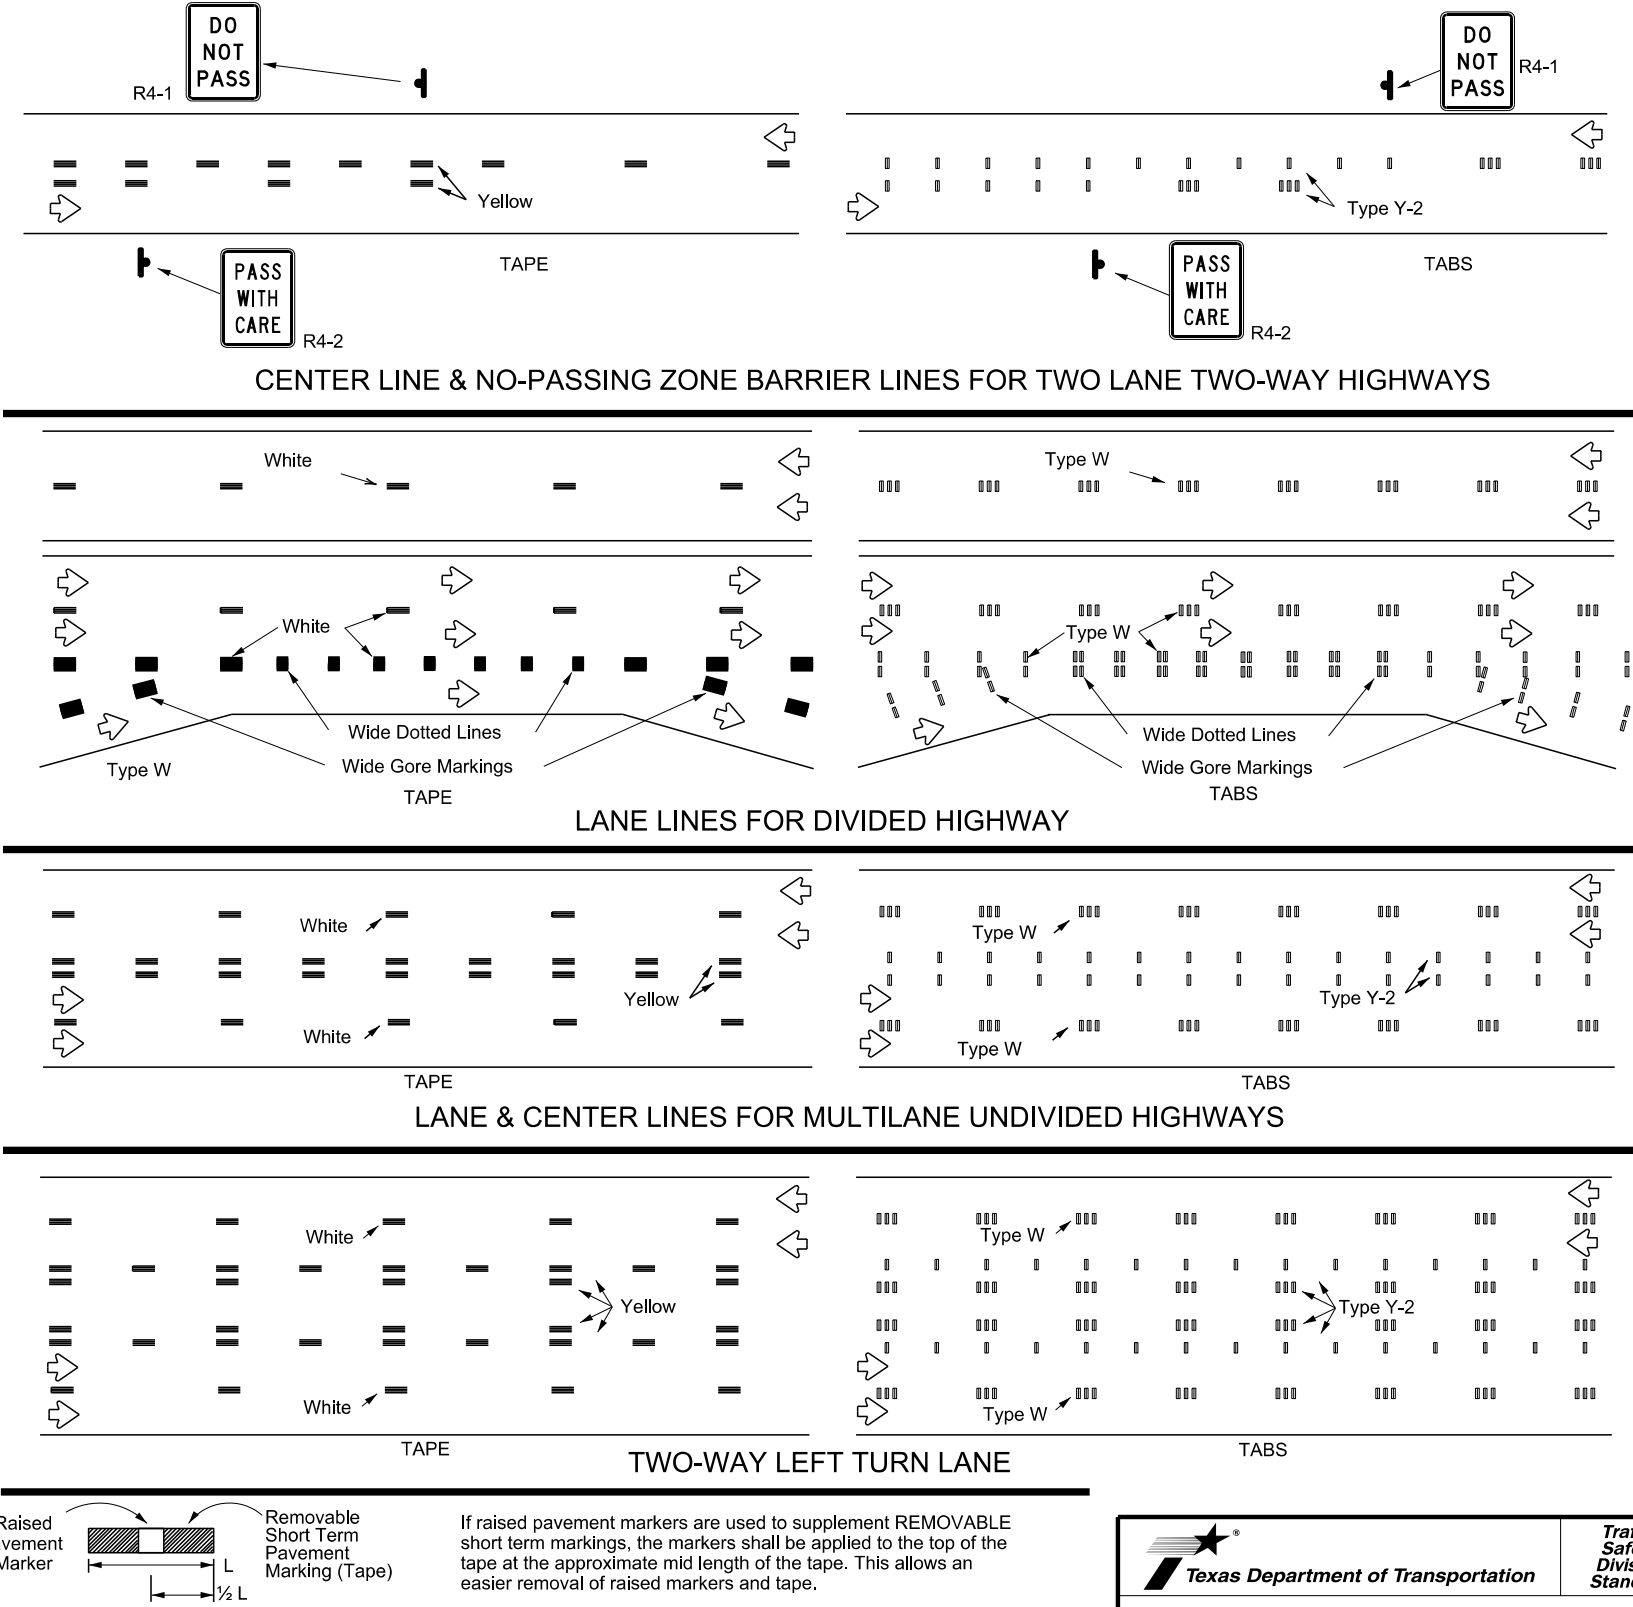 DO
NOT
PASS
R4-1
DO
NOT
PASS
R4-1
Yellow
Type Y-2
PASS
WITH
CARE
R4-2
TAPE
PASS
WITH
CARE
R4-2
TABS
CENTER LINE & NO-PASSING ZONE BARRIER LINES FOR TWO LANE TWO-WAY HIGHWAYS
White
Type W
White
Type W
Wide Dotted Lines
Wide Dotted Lines
Type W
Wide Gore Markings
Wide Gore Markings
TAPE
TABS
LANE LINES FOR DIVIDED HIGHWAY
White
Type W
Yellow
Type Y-2
White
Type W
TAPE
TABS
LANE & CENTER LINES FOR MULTILANE UNDIVIDED HIGHWAYS
White
Type W
Yellow
Type Y-2
White
Type W
TAPE
TABS
TWO-WAY LEFT TURN LANE
Raised
vement
Marker
Removable
Short Term
Pavement
Marking (Tape)
L
½ L
If raised pavement markers are used to supplement REMOVABLE
short term markings, the markers shall be applied to the top of the
tape at the approximate mid length of the tape. This allows an
easier removal of raised markers and tape.
®
Texas Department of Transportation
Traf
Safe
Divis
Stand